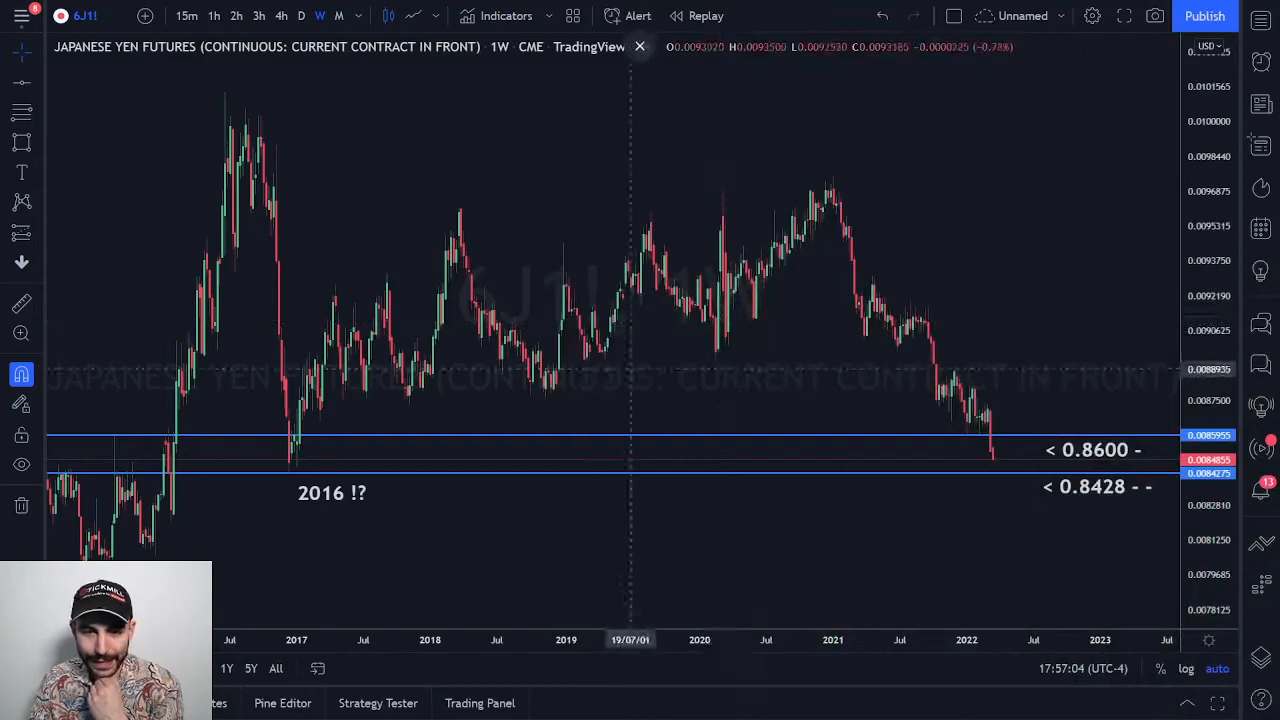 8
6J1!
15m 1h 2h 3h 4h D W M
Indicators
Alert
Replay
Unnamed
Publish
JAPANESE YEN FUTURES (CONTINUOUS: CURRENT CONTRACT IN FRONT) · 1W · CME · TradingView
USD
0.0101565
0.0100000
0.0098440
0.0096875
0.0095315
0.0093750
0.0092190
0.0090625
0.0088935
0.0087500
0.0085955
< 0.8600 -
0.0084855
0.0084275
< 0.8428 - -
2016 !?
0.0082810
0.0081250
0.0079685
0.0078125
13
TICKMILL
Jul 2017 Jul 2018 Jul 2019 19/07/01 2020 Jul 2021 Jul 2022 Jul 2023 Jul
1Y 5Y All
17:57:04 (UTC-4)
% log auto
Pine Editor Strategy Tester Trading Panel